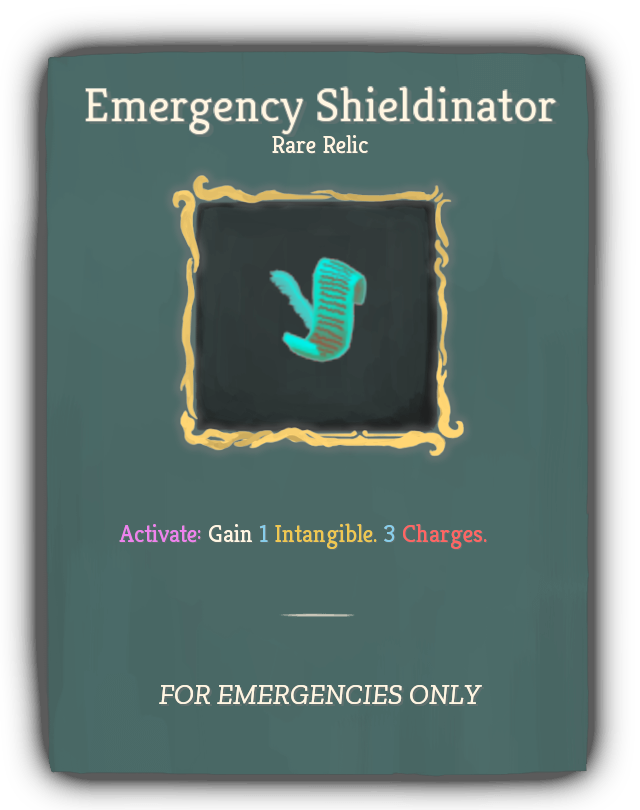 Emergency Shieldinator
Rare Relic
Activate: Gain 1 Intangible. 3 Charges.
FOR EMERGENCIES ONLY